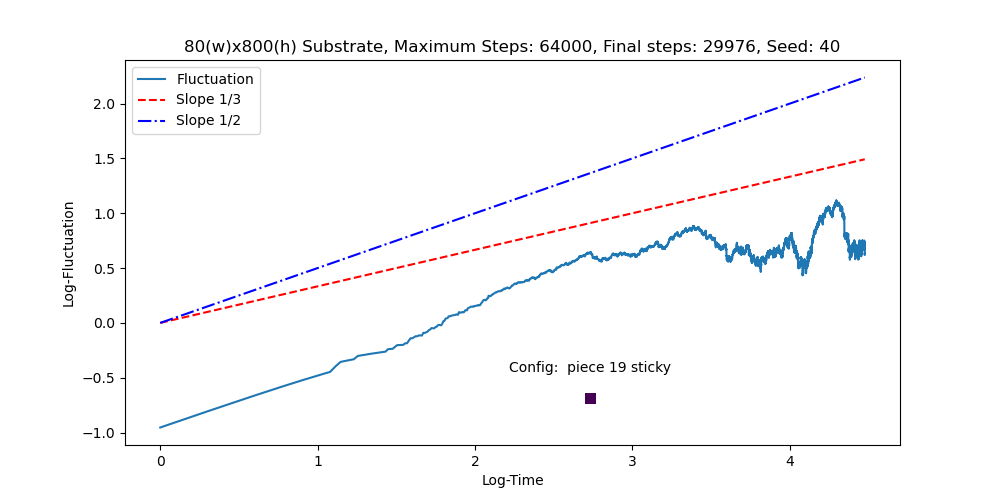 80(w)x800(h) Substrate, Maximum Steps: 64000, Final steps: 29976, Seed: 40
Fluctuation
Slope 1/3
Slope 1/2
2.0
1.5
1.0
0.5
0.0
−0.5
−1.0
Log-Fluctuation
Config:  piece 19 sticky
0 1 2 3 4
Log-Time